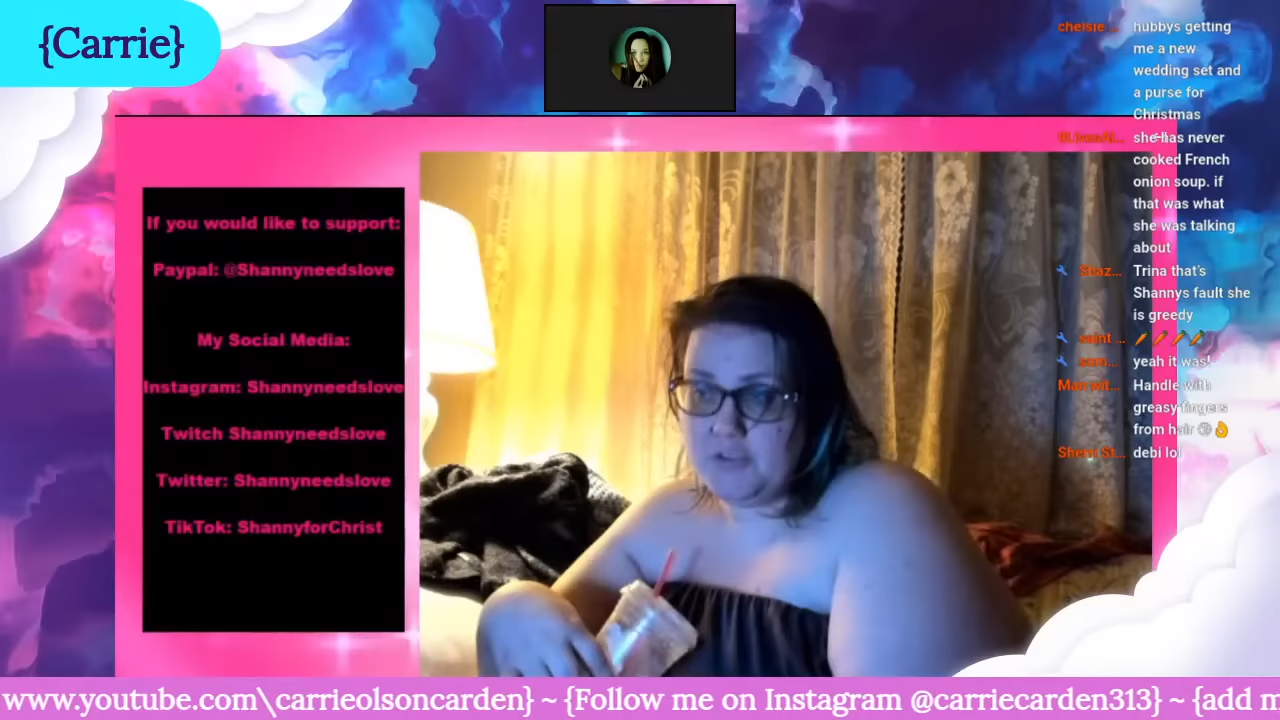 {Carrie}
If you would like to support:
Paypal: @Shannyneedslove
My Social Media:
Instagram: Shannyneedslove
Twitch Shannyneedslove
Twitter: Shannyneedslove
TikTok: ShannyforChrist
hubbys getting
me a new
wedding set and
a purse for
Christmas
she has never
cooked French
onion soup. if
that was what
she was talking
about
Shaz... Trina that's
Shannys fault she
is greedy
saint ...
yeah it was!
Handle with
greasy fingers
from hair
debi lol
www.youtube.com\carrieolsoncarden} ~ {Follow me on Instagram @carriecarden313} ~ {add m